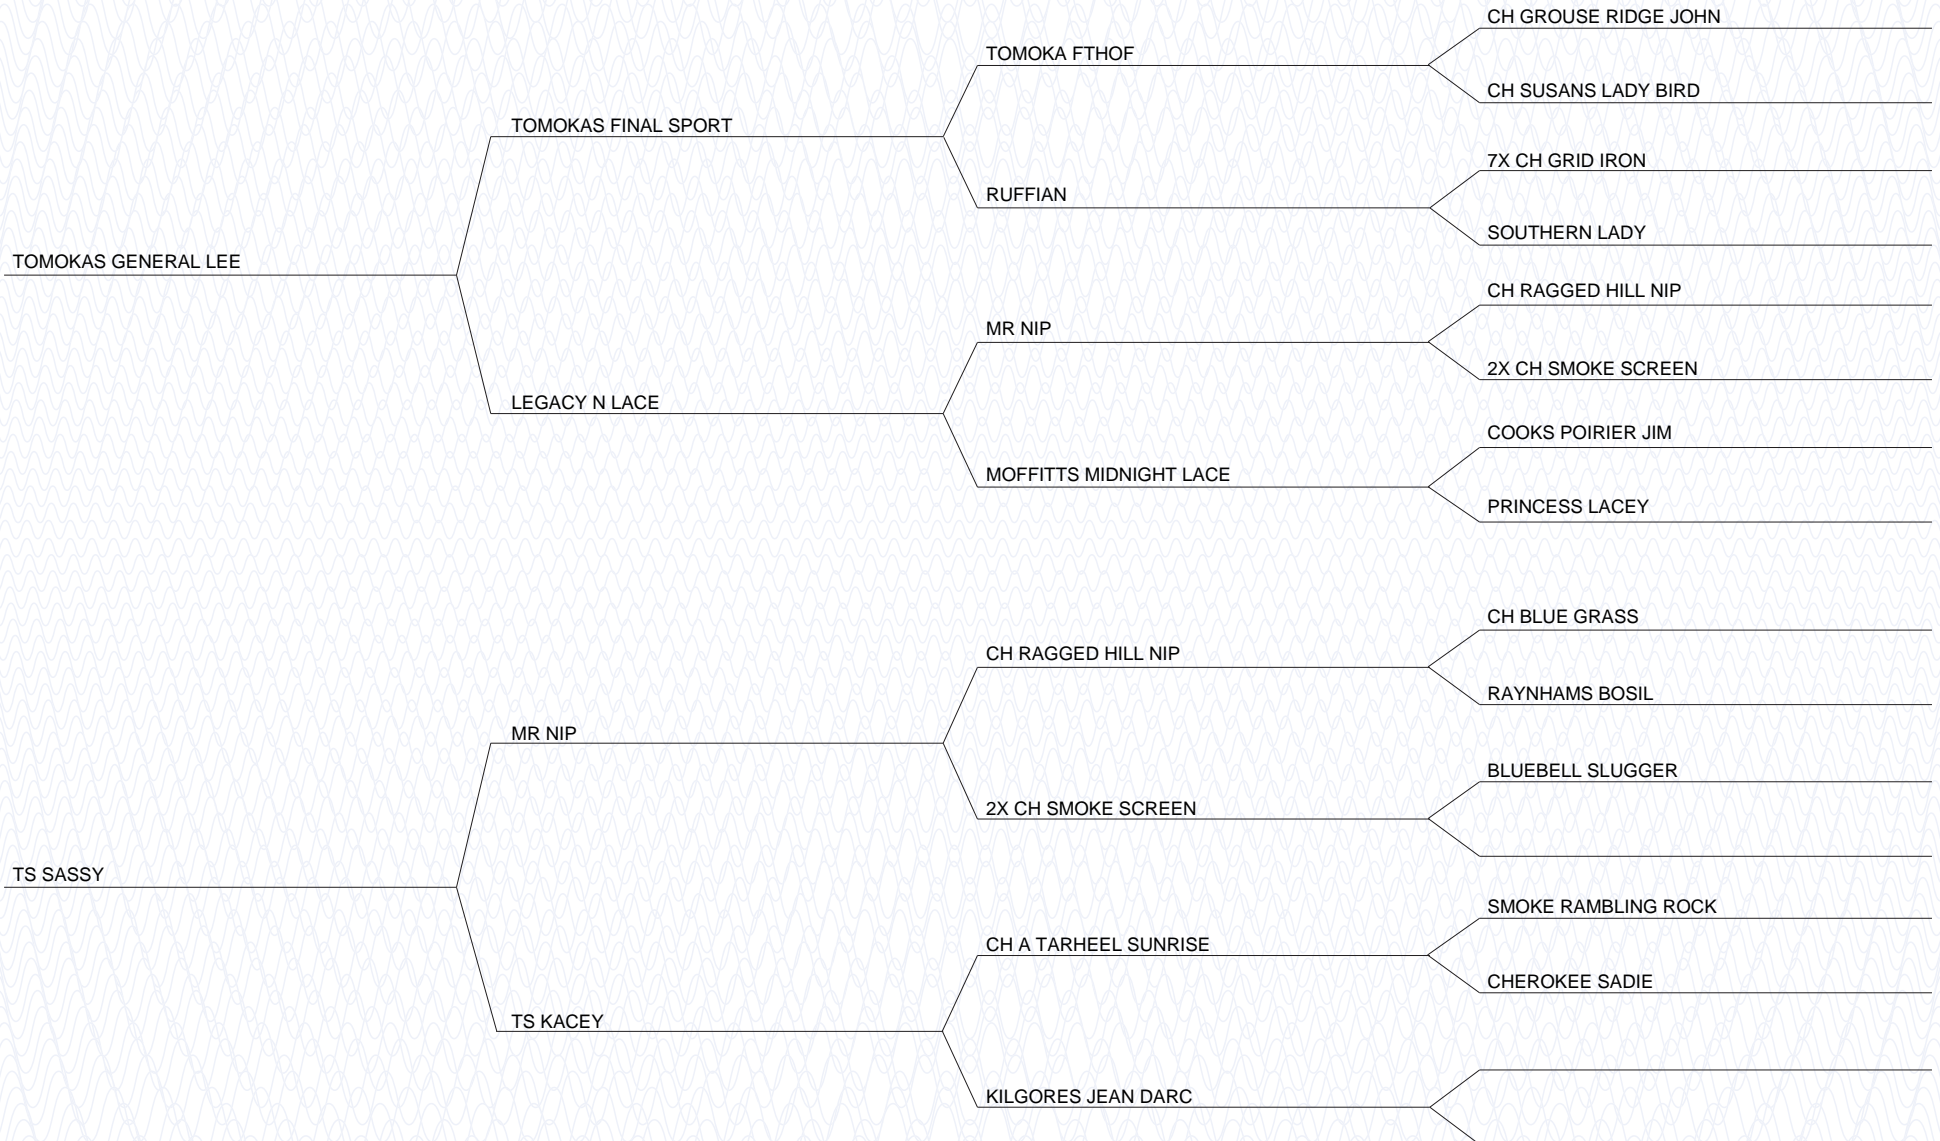 CH GROUSE RIDGE JOHN
TOMOKA FTHOF
CH SUSANS LADY BIRD
TOMOKAS FINAL SPORT
7X CH GRID IRON
RUFFIAN
SOUTHERN LADY
TOMOKAS GENERAL LEE
CH RAGGED HILL NIP
MR NIP
2X CH SMOKE SCREEN
LEGACY N LACE
COOKS POIRIER JIM
MOFFITTS MIDNIGHT LACE
PRINCESS LACEY
CH BLUE GRASS
CH RAGGED HILL NIP
RAYNHAMS BOSIL
MR NIP
BLUEBELL SLUGGER
2X CH SMOKE SCREEN
TS SASSY
SMOKE RAMBLING ROCK
CH A TARHEEL SUNRISE
CHEROKEE SADIE
TS KACEY
KILGORES JEAN DARC